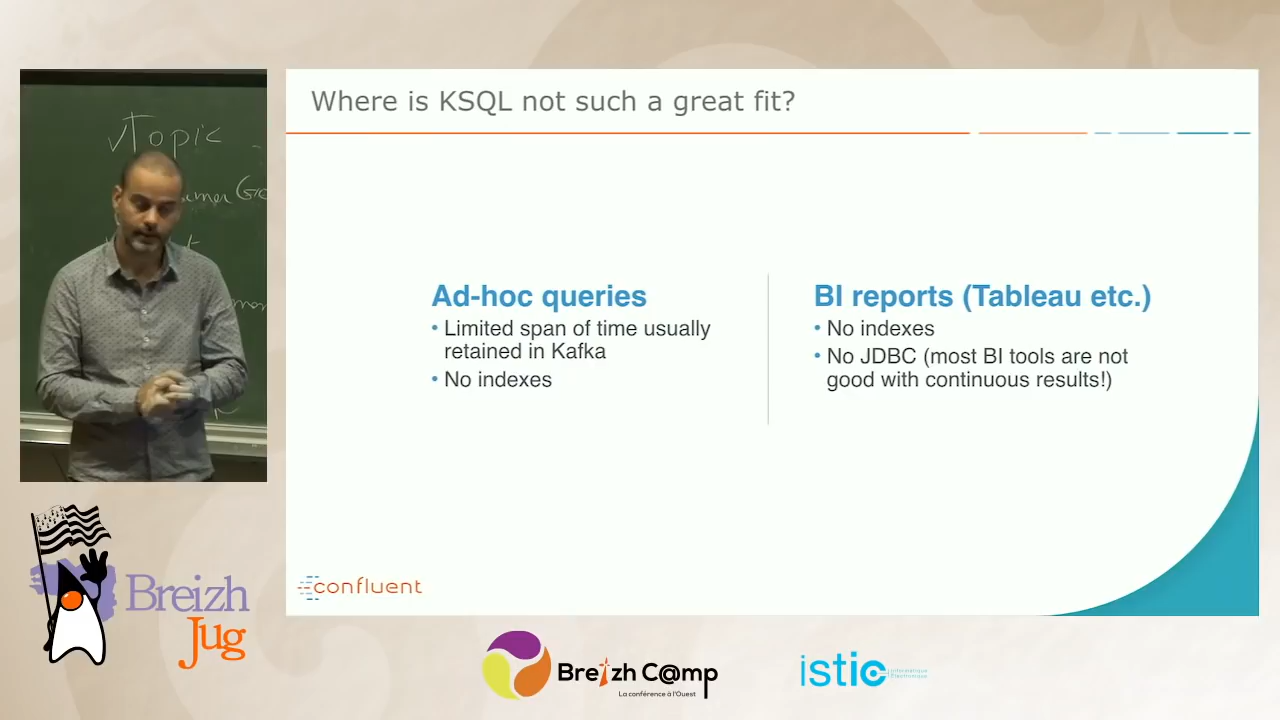 Where is KSQL not such a great fit?
vTopic
Ad-hoc queries
• Limited span of time usually
retained in Kafka
• No indexes
BI reports (Tableau etc.)
• No indexes
• No JDBC (most BI tools are not
good with continuous results!)
confluent
Breizh
Jug
Breizh C@mp
La conférence à l'Ouest
istic